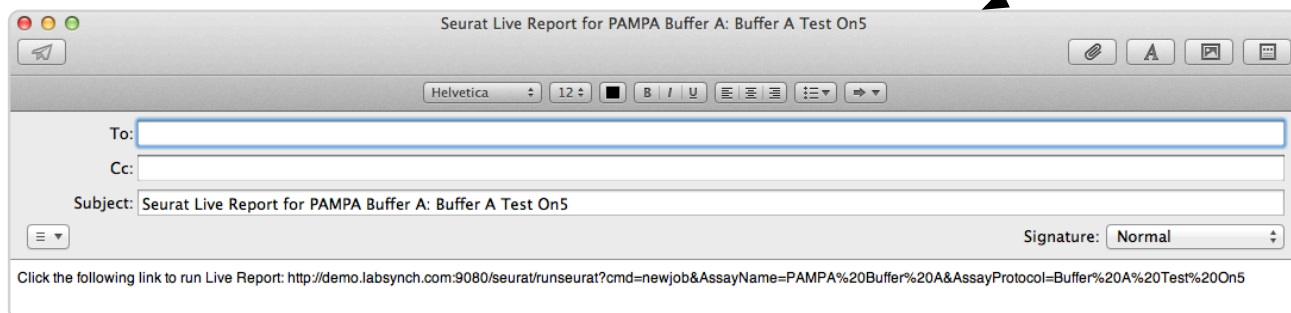 Seurat Live Report for PAMPA Buffer A: Buffer A Test On5
A
Helvetica 12 B I U
To:
Cc:
Subject: Seurat Live Report for PAMPA Buffer A: Buffer A Test On5
Signature: Normal
Click the following link to run Live Report: http://demo.labsynch.com:9080/seurat/runseurat?cmd=newjob&AssayName=PAMPA%20Buffer%20A&AssayProtocol=Buffer%20A%20Test%20On5